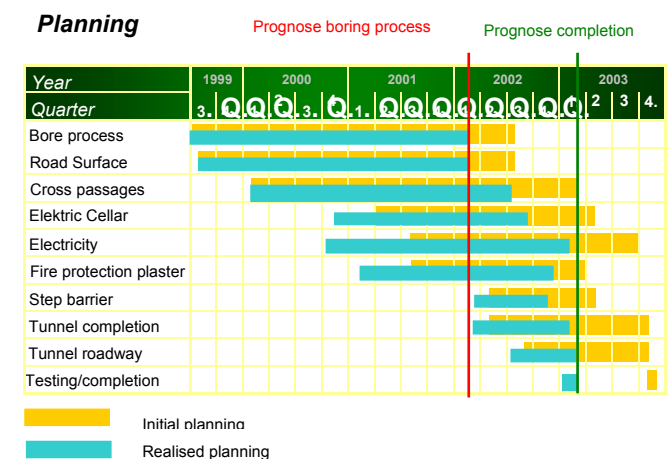 Planning
Prognose boring process
Prognose completion
Year 1999 2000 2001 2002 2003
Quarter 3. Q. Q. 3. Q. 1. Q. Q. Q. Q. Q. Q. Q. Q. 2 3 4.
Bore process
Road Surface
Cross passages
Elektric Cellar
Electricity
Fire protection plaster
Step barrier
Tunnel completion
Tunnel roadway
Testing/completion
Initial planning
Realised planning